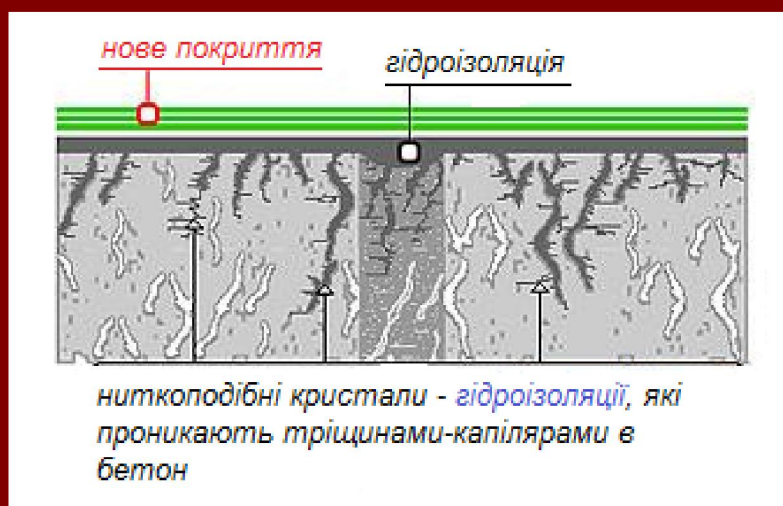 нове покриття
гідроізоляція
ниткоподібні кристали - гідроізоляції, які
проникають тріщинами-капілярами в
бетон